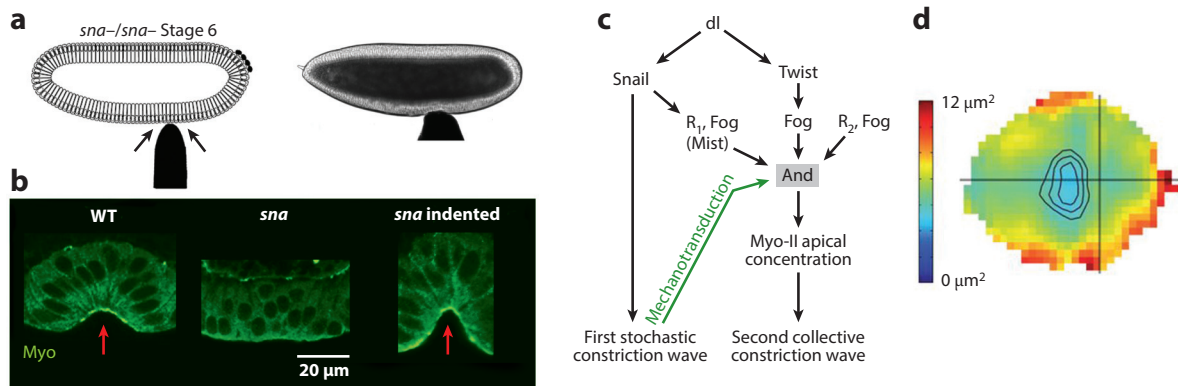 a
sna–/sna– Stage 6
b
WT
sna
sna indented
Myo
20 µm
c
dl
Snail
Twist
R1, Fog
(Mist)
Fog
R2, Fog
And
Mechanotransduction
Myo-II apical
concentration
First stochastic
constriction wave
Second collective
constriction wave
d
12 µm²
0 µm²